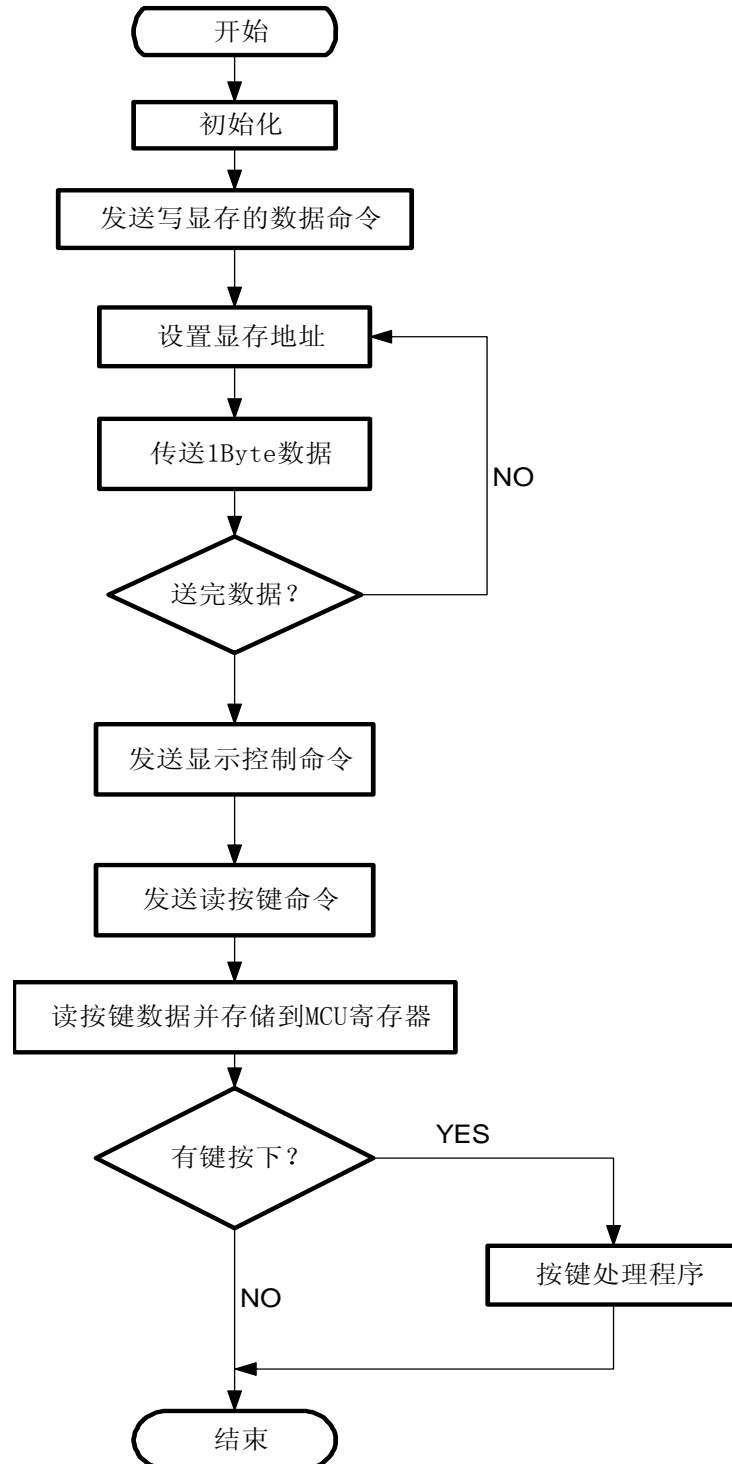 开始
初始化
发送写显存的数据命令
设置显存地址
传送1Byte数据
NO
送完数据?
发送显示控制命令
发送读按键命令
读按键数据并存储到MCU寄存器
有键按下?
YES
按键处理程序
NO
结束